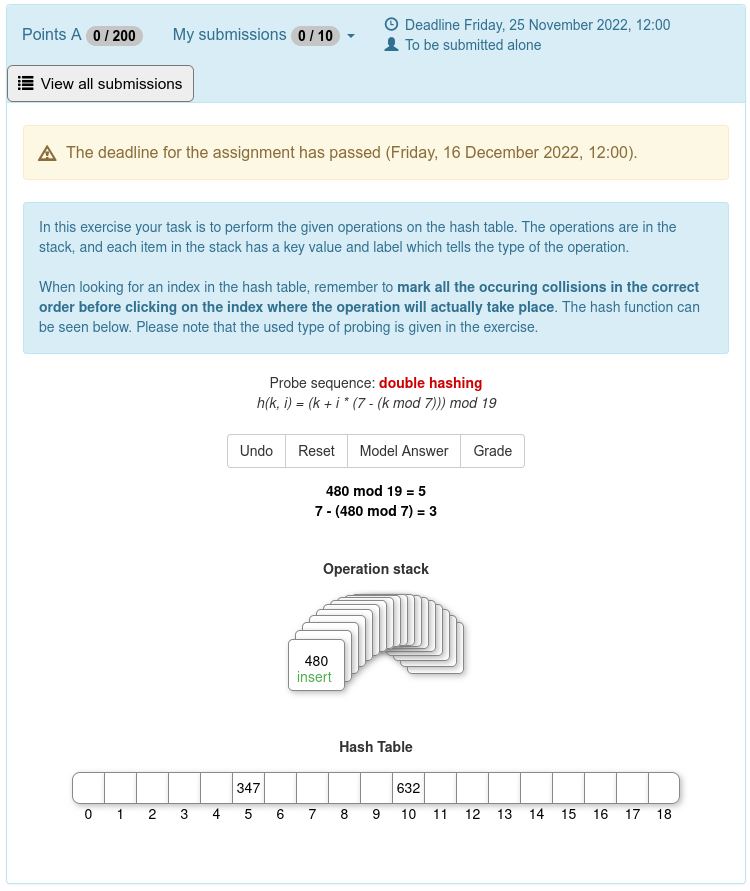 Points A 0 / 200
My submissions 0 / 10
Deadline Friday, 25 November 2022, 12:00
To be submitted alone
View all submissions
The deadline for the assignment has passed (Friday, 16 December 2022, 12:00).
In this exercise your task is to perform the given operations on the hash table. The operations are in the
stack, and each item in the stack has a key value and label which tells the type of the operation.
When looking for an index in the hash table, remember to mark all the occuring collisions in the correct
order before clicking on the index where the operation will actually take place. The hash function can
be seen below. Please note that the used type of probing is given in the exercise.
Probe sequence: double hashing
h(k, i) = (k + i * (7 - (k mod 7))) mod 19
Undo Reset Model Answer Grade
480 mod 19 = 5
7 - (480 mod 7) = 3
Operation stack
480
insert
Hash Table
347 632
0 1 2 3 4 5 6 7 8 9 10 11 12 13 14 15 16 17 18